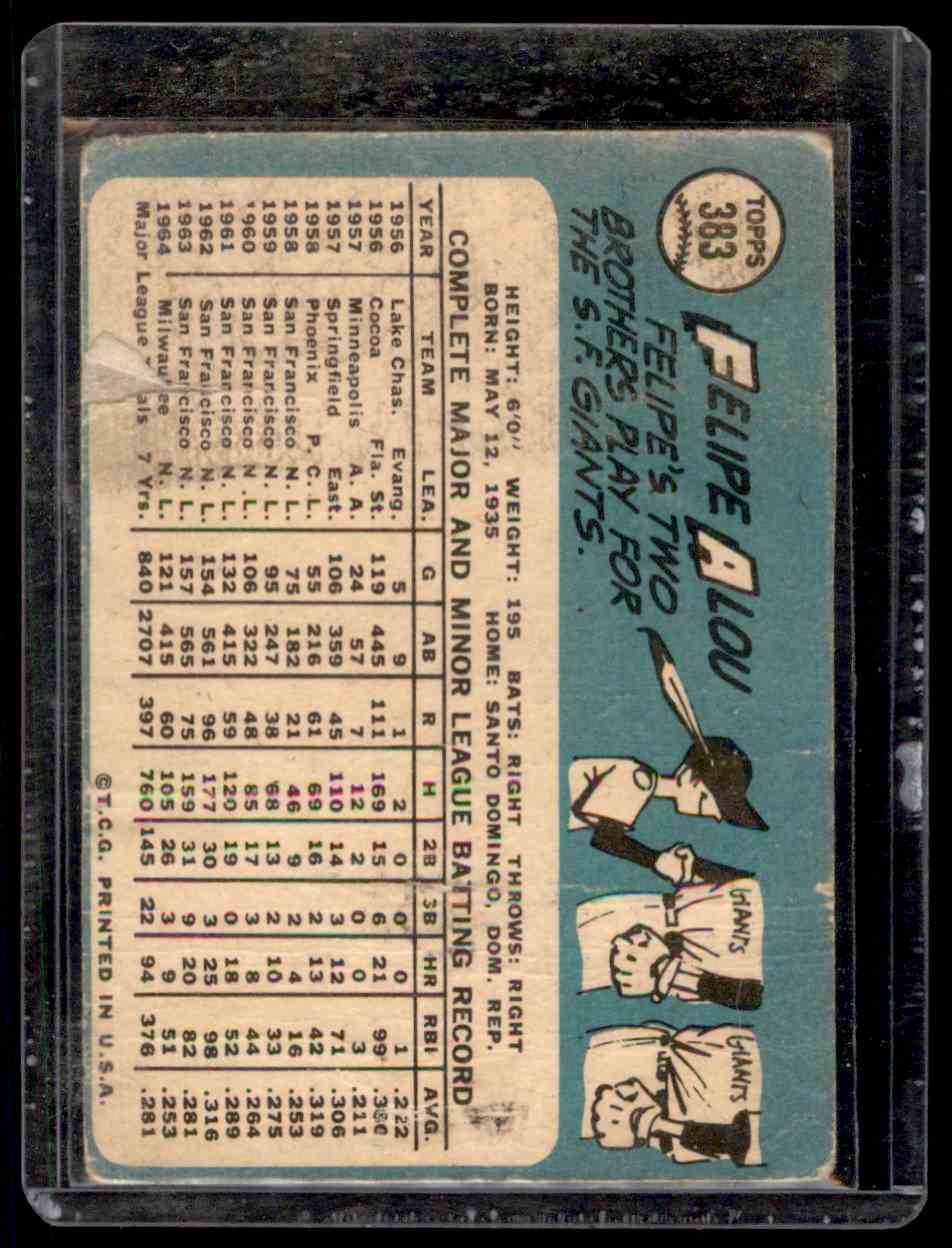 TOPPS
383
FELIPE ALOU
FELIPE'S TWO
BROTHERS PLAY FOR
THE S.F. GIANTS.
GIANTS
GIANTS
HEIGHT: 6'0" WEIGHT: 195 BATS: RIGHT THROWS: RIGHT
BORN: MAY 12, 1935 HOME: SANTO DOMINGO, DOM. REP.
COMPLETE MAJOR AND MINOR LEAGUE BATTING RECORD
YEAR TEAM LEA. G AB R H 2B 3B HR RBI AVG.
1956 Lake Chas. Evang. 5 9 1 2 0 0 0 1 .222
1956 Cocoa Fla. St. 119 445 111 169 15 6 21 99
1957 Minneapolis A. A. 24 57 7 12 2 0 0 3 .211
1957 Springfield East. 106 359 45 110 14 3 12 71 .306
1958 Phoenix P. C. L. 55 216 61 69 16 2 13 42 .319
1958 San Francisco N. L. 75 182 21 46 9 2 4 16 .253
1959 San Francisco N. L. 95 247 38 68 13 2 10 33 .275
1960 San Francisco N. L. 106 322 48 85 17 3 8 44 .264
1961 San Francisco N. L. 132 415 59 120 19 0 18 52 .289
1962 San Francisco N. L. 154 561 96 177 30 3 25 98 .316
1963 San Francisco N. L. 157 565 75 159 31 9 20 82 .281
1964 Milwaukee N. L. 121 415 60 105 26 3 9 51 .253
Major League 7 Yrs. 840 2707 397 760 145 22 94 376 .281
©T.C.G. PRINTED IN U.S.A.